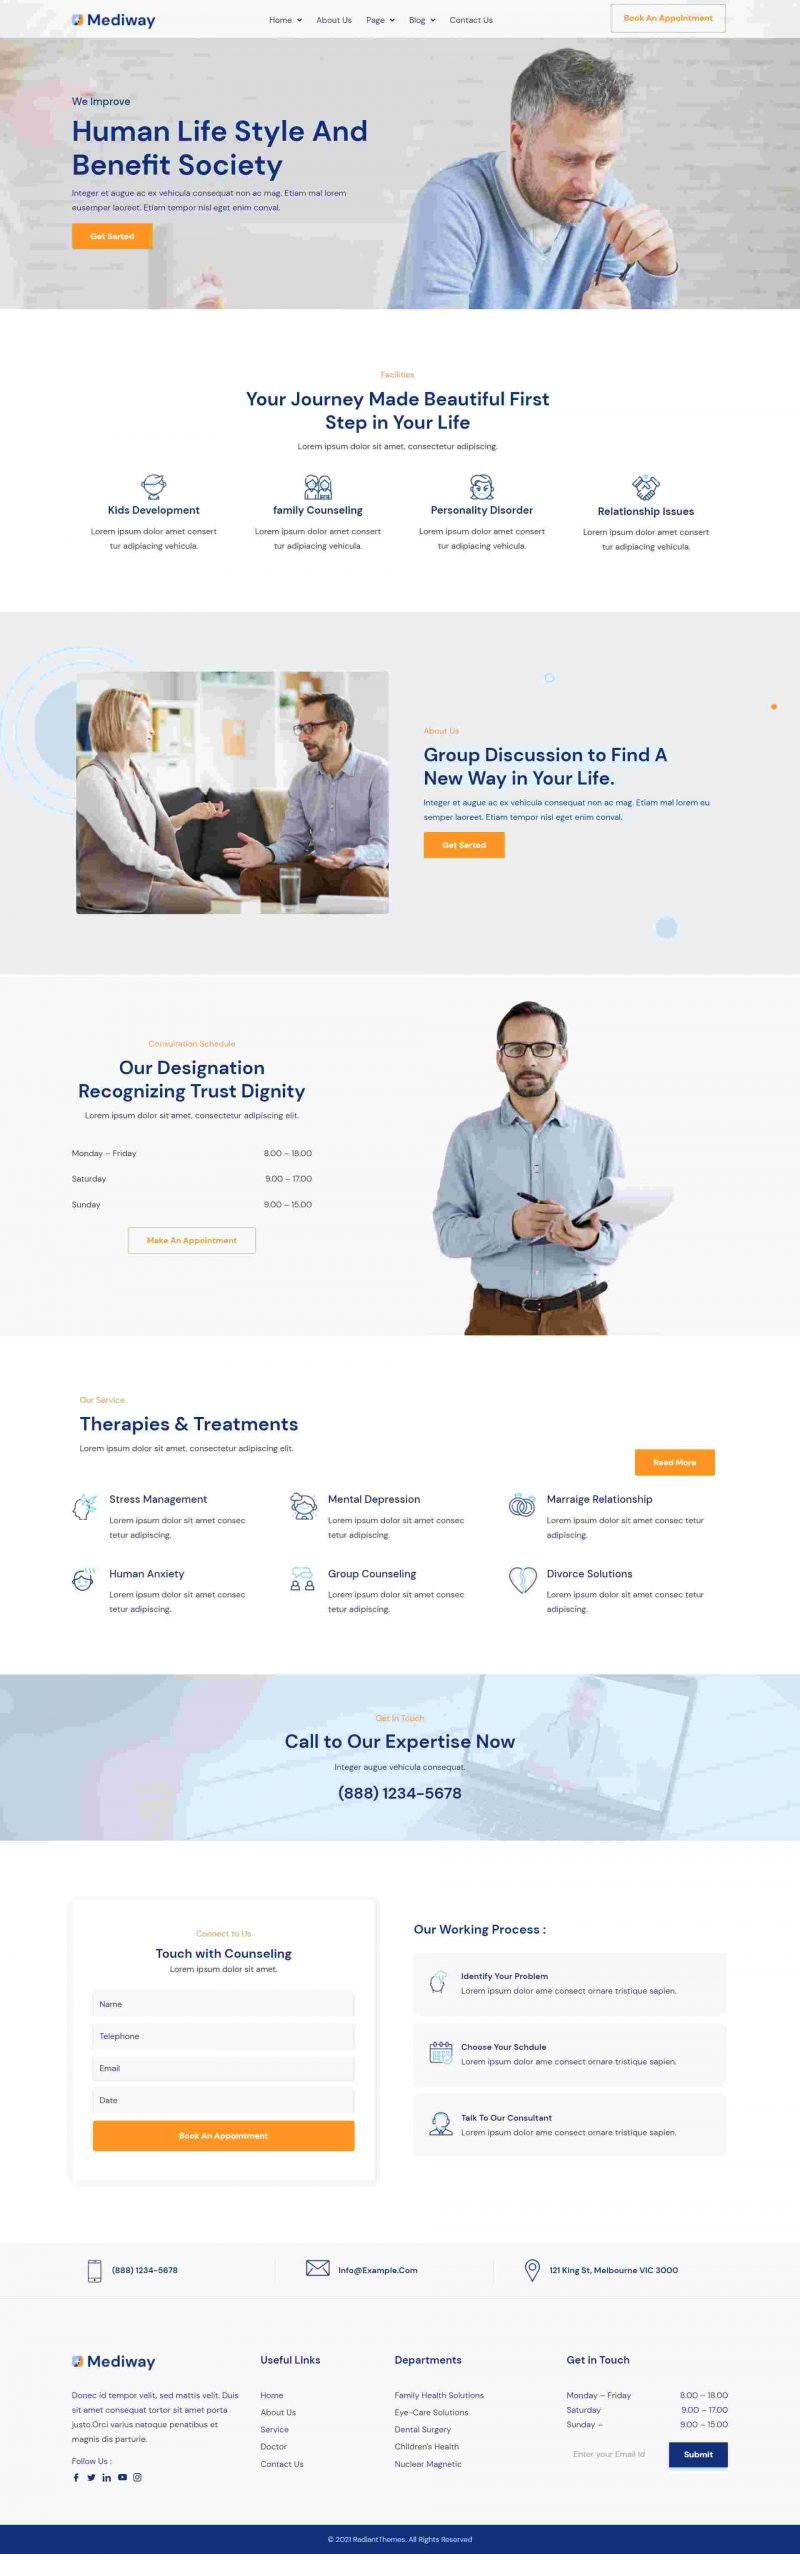 Mediway
Home
About Us
Page
Blog
Contact Us
Book An Appointment
We Improve
Human Life Style And
Benefit Society
Integer et augue ac ex vehicula consequat non ac mag. Etiam mal lorem
eusemper laoreet. Etiam tempor nisl eget enim conval.
Get Sarted
Facilities
Your Journey Made Beautiful First
Step in Your Life
Lorem ipsum dolor sit amet, consectetur adipiscing.
Kids Development
Lorem ipsum dolor amet consert
tur adipiacing vehicula.
family Counseling
Lorem ipsum dolor amet consert
tur adipiacing vehicula.
Personality Disorder
Lorem ipsum dolor amet consert
tur adipiacing vehicula.
Relationship Issues
Lorem ipsum dolor amet consert
tur adipiacing vehicula.
About Us
Group Discussion to Find A
New Way in Your Life.
Integer et augue ac ex vehicula consequat non ac mag. Etiam mal lorem eu
semper laoreet. Etiam tempor nisl eget enim conval.
Get Sarted
Consultation Schedule
Our Designation
Recognizing Trust Dignity
Lorem ipsum dolor sit amet, consectetur adipiscing elit.
Monday – Friday 8.00 – 18.00
Saturday 9.00 – 17.00
Sunday 9.00 – 15.00
Make An Appointment
Our Service
Therapies & Treatments
Lorem ipsum dolor sit amet, consectetur adipiscing elit.
Read More
Stress Management
Lorem ipsum dolor sit amet consec
tetur adipiscing.
Mental Depression
Lorem ipsum dolor sit amet consec
tetur adipiscing.
Marraige Relationship
Lorem ipsum dolor sit amet consec tetur
adipiscing.
Human Anxiety
Lorem ipsum dolor sit amet consec
tetur adipiscing.
Group Counseling
Lorem ipsum dolor sit amet consec
tetur adipiscing.
Divorce Solutions
Lorem ipsum dolor sit amet consec tetur
adipiscing.
Get In Touch
Call to Our Expertise Now
Integer augue vehicula consequat.
(888) 1234-5678
Connect to Us
Touch with Counseling
Lorem ipsum dolor sit amet.
Name
Telephone
Email
Date
Book An Appointment
Our Working Process :
Identify Your Problem
Lorem ipsum dolor ame consect ornare tristique sapien.
Choose Your Schdule
Lorem ipsum dolor ame consect ornare tristique sapien.
Talk To Our Consultant
Lorem ipsum dolor ame consect ornare tristique sapien.
(888) 1234-5678
Info@Example.Com
121 King St, Melbourne VIC 3000
Mediway
Donec id tempor velit, sed mattis velit. Duis
sit amet consequat tortor sit amet porta
justo.Orci varius natoque penatibus et
magnis dis parturie.
Follow Us :
Useful Links
Home
About Us
Service
Doctor
Contact Us
Departments
Family Health Solutions
Eye-Care Solutions
Dental Surgery
Children's Health
Nuclear Magnetic
Get in Touch
Monday – Friday 8.00 – 18.00
Saturday 9.00 – 17.00
Sunday – 9.00 – 15.00
Enter your Email Id
Submit
© 2021 RadiantThemes. All Rights Reserved